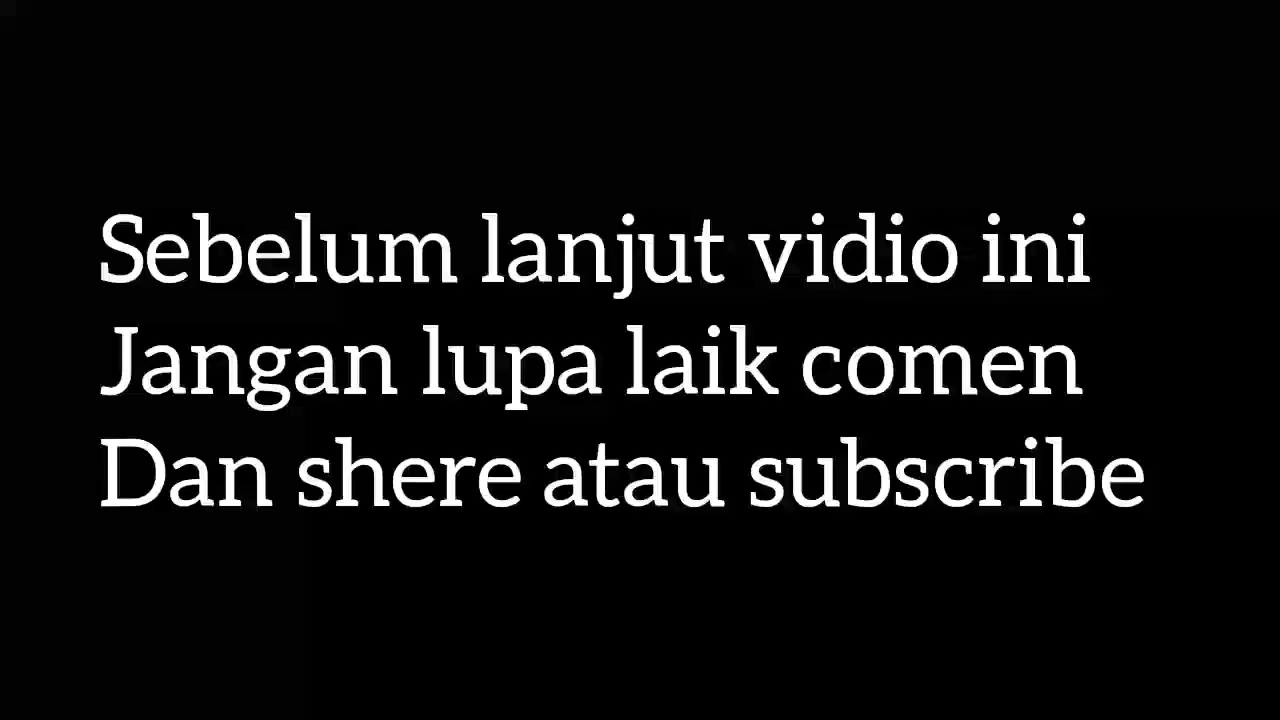 Sebelum lanjut vidio ini
Jangan lupa laik comen
Dan shere atau subscribe